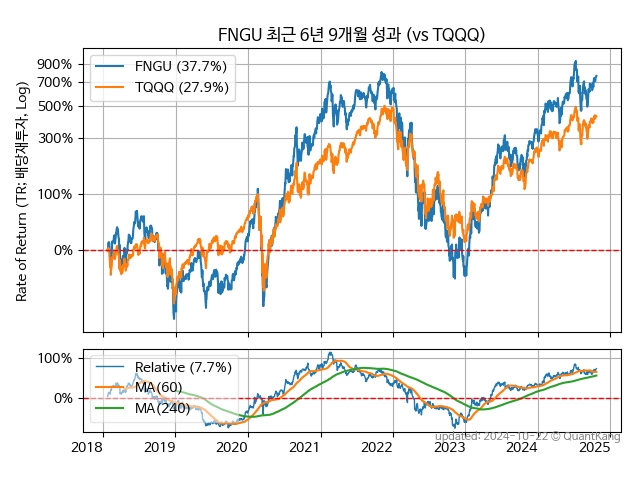 FNGU 최근 6년 9개월 성과 (vs TQQQ)
Rate of Return (TR: 배당재투자, Log)
900%
700%
500%
300%
100%
0%
FNGU (37.7%)
TQQQ (27.9%)
100%
0%
Relative (7.7%)
MA(60)
MA(240)
updated: 2024-10-22 © QuantKang
2018 2019 2020 2021 2022 2023 2024 2025